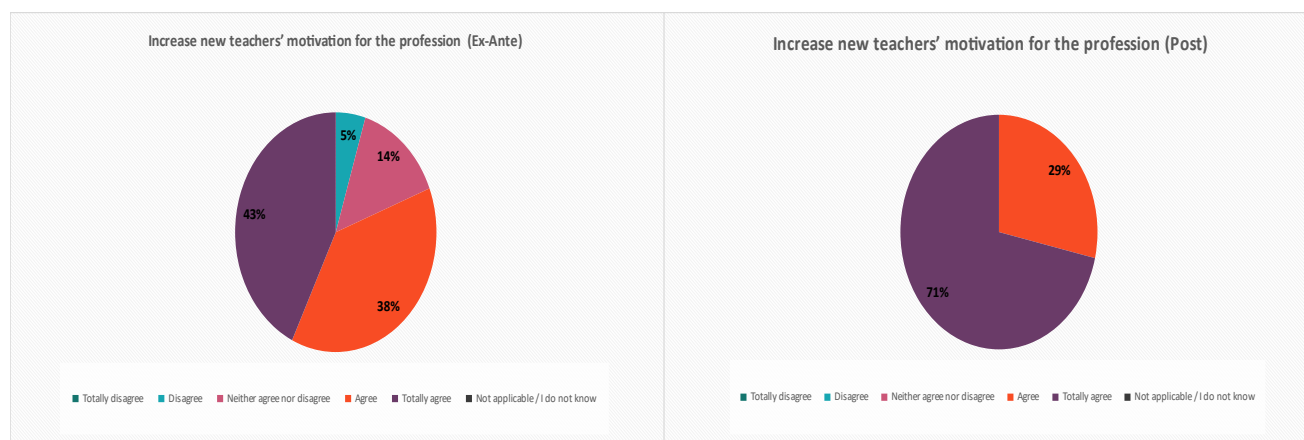 Increase new teachers’ motivation for the profession (Ex-Ante)
5%
14%
43%
38%
Totally disagree Disagree Neither agree nor disagree Agree Totally agree Not applicable / I do not know
Increase new teachers’ motivation for the profession (Post)
29%
71%
Totally disagree Disagree Neither agree nor disagree Agree Totally agree Not applicable / I do not know